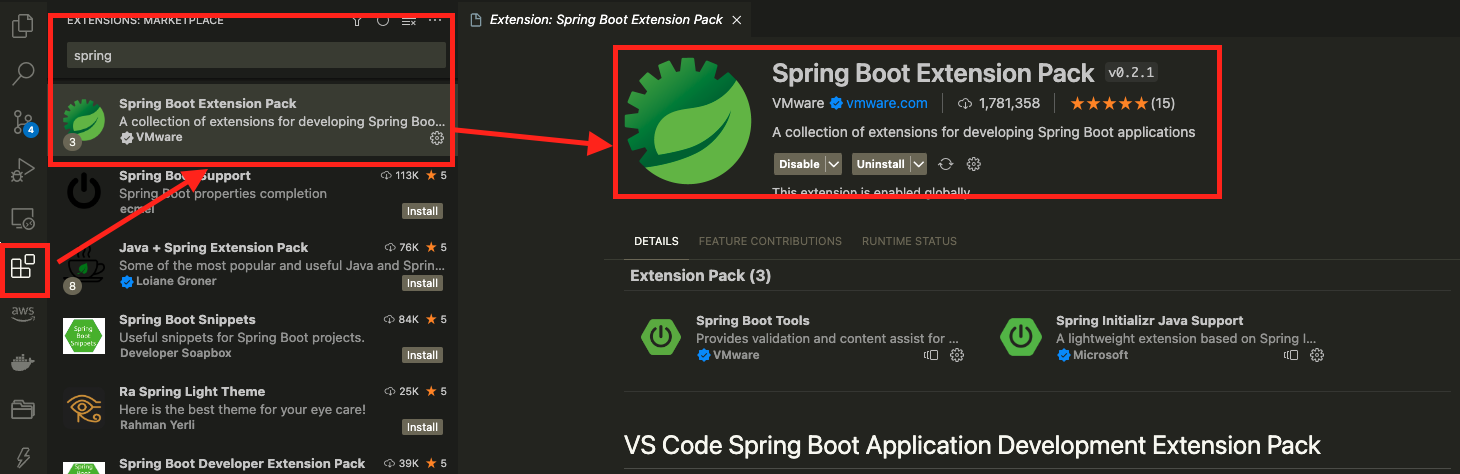 EXTENSIONS: MARKETPLACE
spring
Spring Boot Extension Pack
A collection of extensions for developing Spring Boo...
VMware
3
Spring Boot Support
113K ★ 5
Spring Boot properties completion
ecmel
Install
Java + Spring Extension Pack
76K ★ 5
Some of the most popular and useful Java and Sprin...
Loiane Groner
8
Install
Spring Boot Snippets
84K ★ 5
Useful snippets for Spring Boot projects.
Developer Soapbox
Install
Spring
Boot
Snippets
Ra Spring Light Theme
25K ★ 5
Here is the best theme for your eye care!
Rahman Yerli
Install
Spring Boot Developer Extension Pack
39K ★ 5
Spring
4
aws
Extension: Spring Boot Extension Pack
Spring Boot Extension Pack v0.2.1
VMware vmware.com 1,781,358 ★★★★★(15)
A collection of extensions for developing Spring Boot applications
Disable Uninstall
This extension is enabled globally
DETAILS FEATURE CONTRIBUTIONS RUNTIME STATUS
Extension Pack (3)
Spring Boot Tools
Provides validation and content assist for ...
VMware
Spring Initializr Java Support
A lightweight extension based on Spring I...
Microsoft
VS Code Spring Boot Application Development Extension Pack